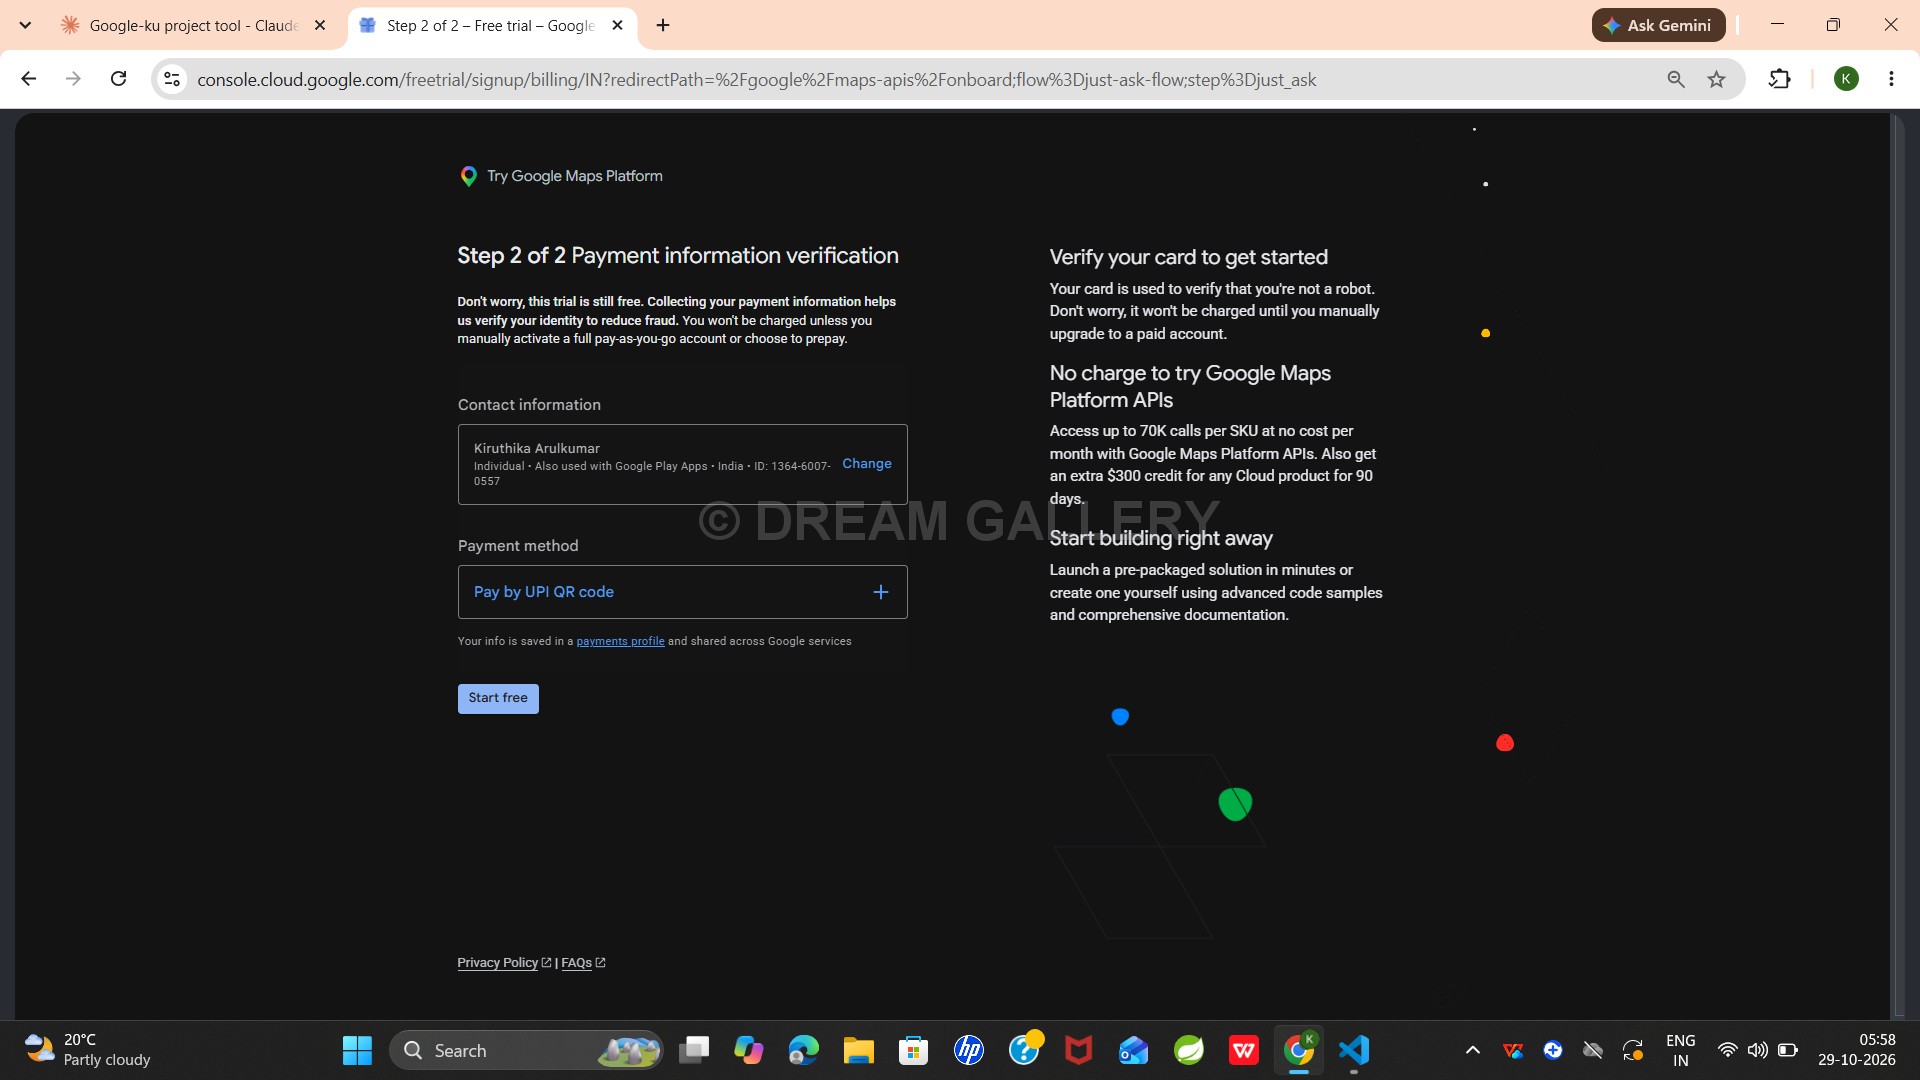 Google-ku project tool - Claude
Step 2 of 2 – Free trial – Google
Ask Gemini
console.cloud.google.com/freetrial/signup/billing/IN?redirectPath=%2Fgoogle%2Fmaps-apis%2Fonboard;flow%3Djust-ask-flow;step%3Djust_ask
K
Try Google Maps Platform
Step 2 of 2 Payment information verification
Don't worry, this trial is still free. Collecting your payment information helps
us verify your identity to reduce fraud. You won't be charged unless you
manually activate a full pay-as-you-go account or choose to prepay.
Contact information
Kiruthika Arulkumar
Individual • Also used with Google Play Apps • India • ID: 1364-6007-
0557
Change
Payment method
Pay by UPI QR code
Your info is saved in a payments profile and shared across Google services
Start free
Verify your card to get started
Your card is used to verify that you're not a robot.
Don't worry, it won't be charged until you manually
upgrade to a paid account.
No charge to try Google Maps
Platform APIs
Access up to 70K calls per SKU at no cost per
month with Google Maps Platform APIs. Also get
an extra $300 credit for any Cloud product for 90
days.
© DREAM GALLERY
Start building right away
Launch a pre-packaged solution in minutes or
create one yourself using advanced code samples
and comprehensive documentation.
Privacy Policy | FAQs
20°C
Partly cloudy
Search
hp
K
ENG
IN
05:58
29-10-2026